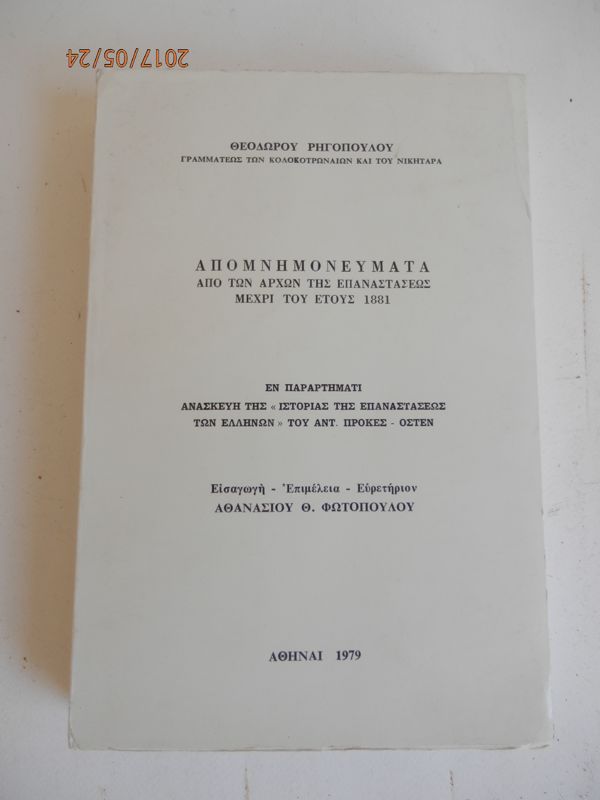 2017/05/24
ΘΕΟΔΩΡΟΥ ΡΗΓΟΠΟΥΛΟΥ
ΓΡΑΜΜΑΤΕΩΣ ΤΩΝ ΚΟΛΟΚΟΤΡΩΝΑΙΩΝ ΚΑΙ ΤΟΥ ΝΙΚΗΤΑΡΑ
ΑΠΟΜΝΗΜΟΝΕΥΜΑΤΑ
ΑΠΟ ΤΩΝ ΑΡΧΩΝ ΤΗΣ ΕΠΑΝΑΣΤΑΣΕΩΣ
ΜΕΧΡΙ ΤΟΥ ΕΤΟΥΣ 1881
ΕΝ ΠΑΡΑΡΤΗΜΑΤΙ
ΑΝΑΣΚΕΥΗ ΤΗΣ « ΙΣΤΟΡΙΑΣ ΤΗΣ ΕΠΑΝΑΣΤΑΣΕΩΣ
ΤΩΝ ΕΛΛΗΝΩΝ » ΤΟΥ ΑΝΤ. ΠΡΟΚΕΣ - ΟΣΤΕΝ
Εἰσαγωγὴ - Ἐπιμέλεια - Εὑρετήριον
ΑΘΑΝΑΣΙΟΥ Θ. ΦΩΤΟΠΟΥΛΟΥ
ΑΘΗΝΑΙ 1979